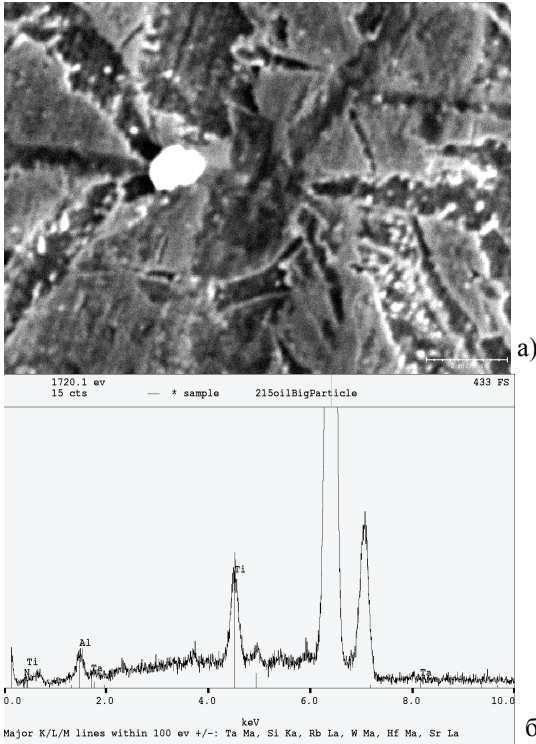 а)
1720.1 ev
433 FS
15 cts
— * sample
215oilBigParticle
Ti
Al
Ti
N
Ta
Ta
0.0
2.0
4.0
6.0
8.0
10.0
keV
Major K/L/M lines within 100 ev +/-: Ta Ma, Si Ka, Rb La, W Ma, Hf Ma, Sr La
б